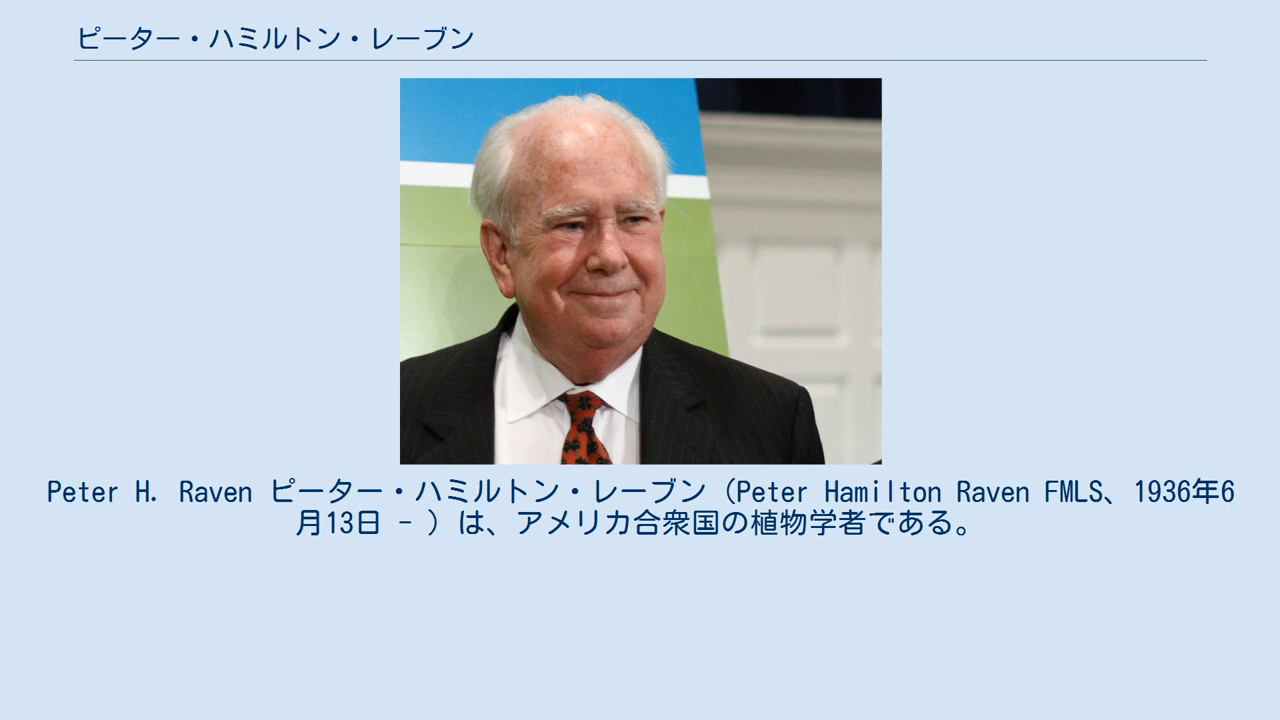 ピーター・ハミルトン・レーブン
Peter H. Raven ピーター・ハミルトン・レーブン（Peter Hamilton Raven FMLS、1936年6
月13日 - ）は、アメリカ合衆国の植物学者である。